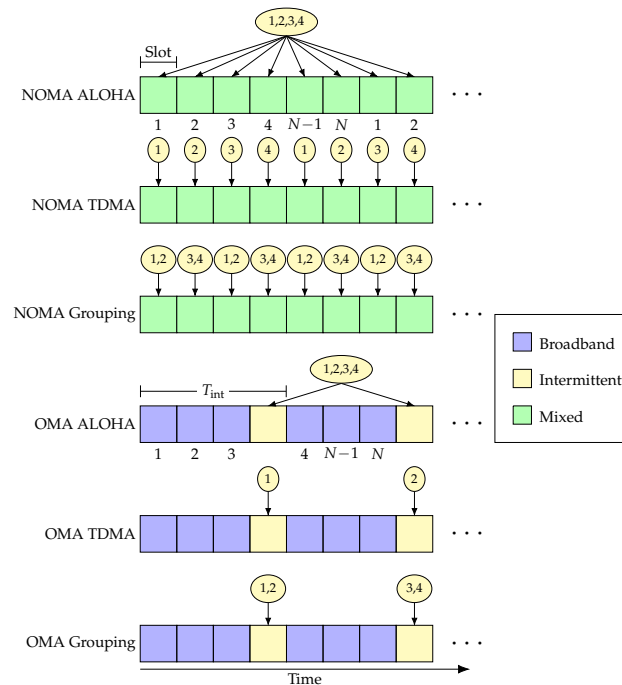 1,2,3,4
Slot
NOMA ALOHA
. . .
1 2 3 4 N−1 N 1 2
1 2 3 4 1 2 3 4
NOMA TDMA
. . .
1,2 3,4 1,2 3,4 1,2 3,4 1,2 3,4
NOMA Grouping
. . .
Broadband
Intermittent
Mixed
1,2,3,4
T_int
OMA ALOHA
. . .
1 2 3 4 N−1 N
1 2
OMA TDMA
. . .
1,2 3,4
OMA Grouping
. . .
Time